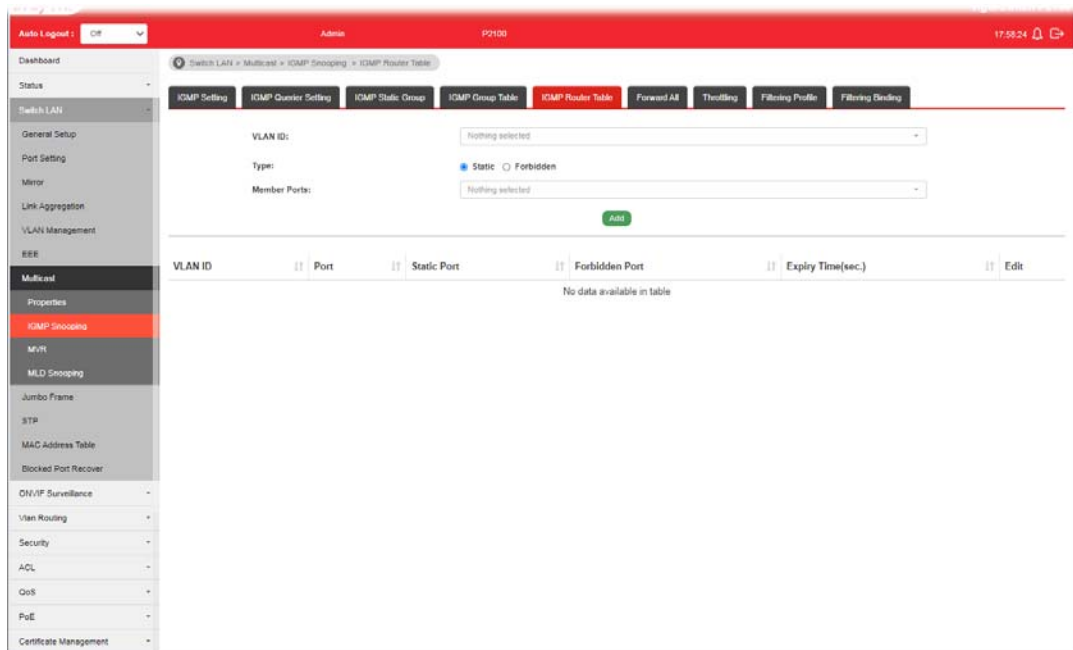 Auto Logout : Off Admin P2100 17:58:24
Dashboard
Status
Switch LAN
General Setup
Port Setting
Mirror
Link Aggregation
VLAN Management
EEE
Multicast
Properties
IGMP Snooping
MVR
MLD Snooping
Jumbo Frame
STP
MAC Address Table
Blocked Port Recover
ONVIF Surveillance
Vlan Routing
Security
ACL
QoS
PoE
Certificate Management
Switch LAN » Multicast » IGMP Snooping » IGMP Router Table
IGMP Setting IGMP Querier Setting IGMP Static Group IGMP Group Table IGMP Router Table Forward All Throttling Filtering Profile Filtering Binding
VLAN ID: Nothing selected
Type: Static Forbidden
Member Ports: Nothing selected
Add
VLAN ID Port Static Port Forbidden Port Expiry Time(sec.) Edit
No data available in table